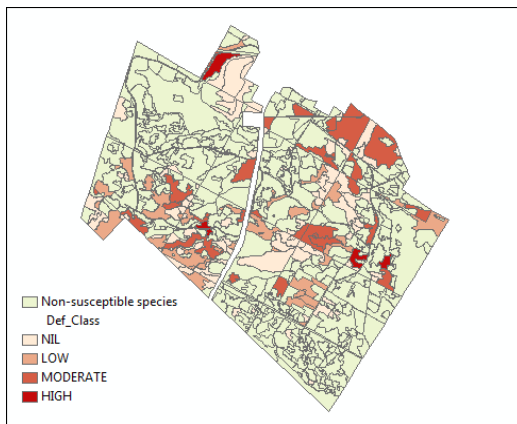 Non-susceptible species
Def_Class
NIL
LOW
MODERATE
HIGH